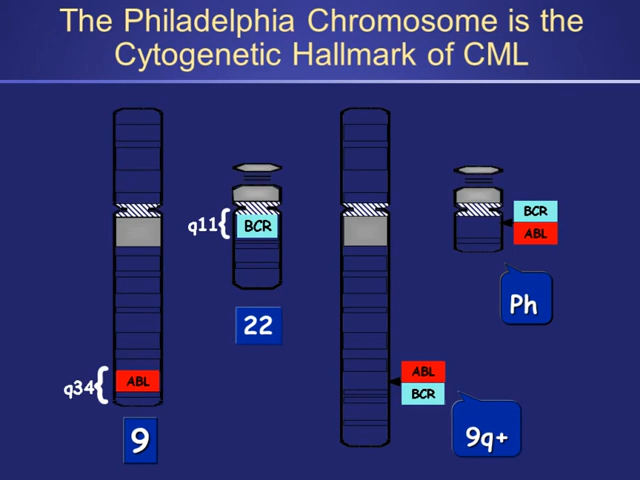 The Philadelphia Chromosome is the
Cytogenetic Hallmark of CML
q11
BCR
BCR
ABL
Ph
22
q34
ABL
ABL
BCR
9
9q+